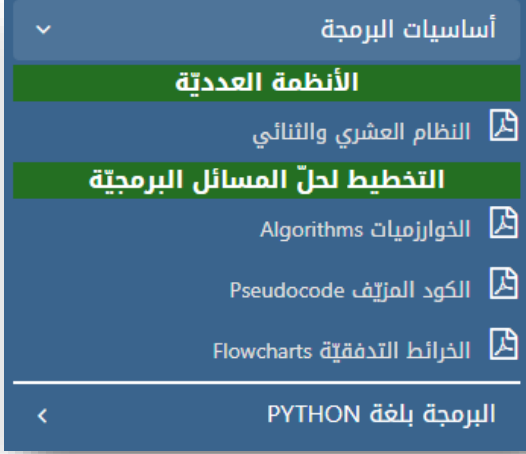 أساسيات البرمجة
الأنظمة العدديّة
النظام العشري والثنائي
التخطيط لحلّ المسائل البرمجيّة
الخوارزميات Algorithms
الكود المزيّف Pseudocode
الخرائط التدفقيّة Flowcharts
البرمجة بلغة PYTHON